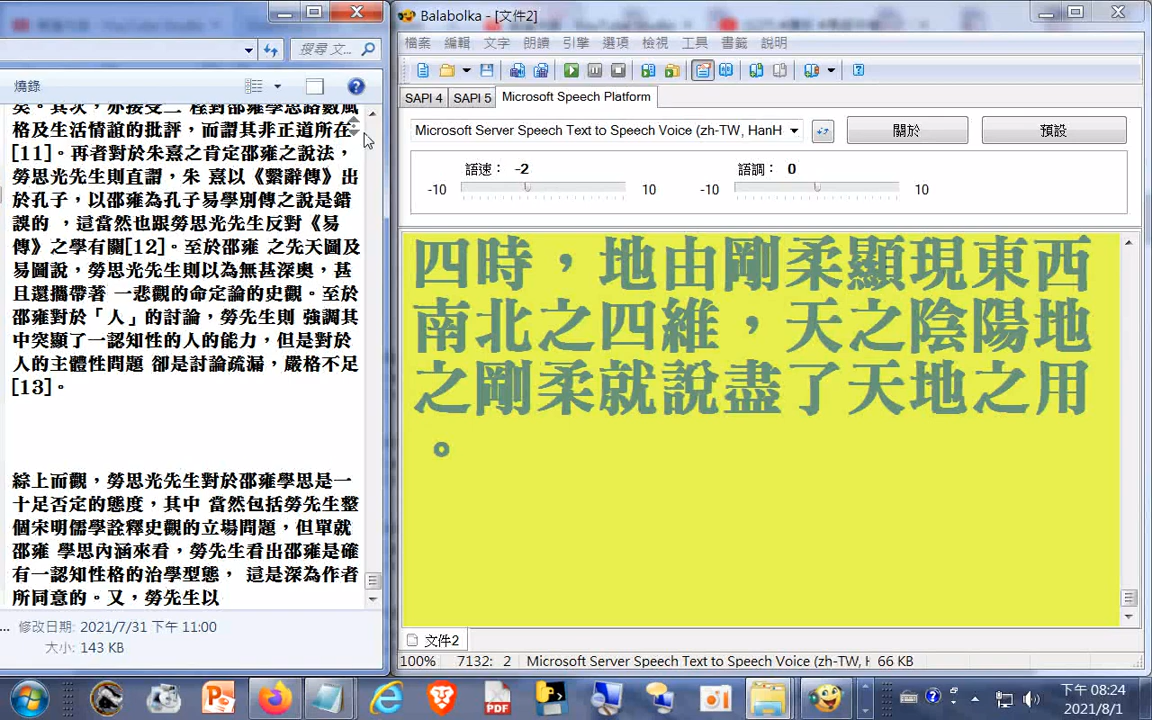 搜尋 文...
燒錄
矣。其次，亦接受二 程對邵雍學思路數風
格及生活情誼的批評，而謂其非正道所在
[11]。再者對於朱熹之肯定邵雍之說法，
勞思光先生則直謂，朱 熹以《繫辭傳》出
於孔子，以邵雍為孔子易學別傳之說是錯
誤的 ，這當然也跟勞思光先生反對《易
傳》之學有關[12]。至於邵雍 之先天圖及
易圖說，勞思光先生則以為無甚深奧，甚
且還攜帶著 一悲觀的命定論的史觀。至於
邵雍對於「人」的討論，勞先生則 強調其
中突顯了一認知性的人的能力，但是對於
人的主體性問題 卻是討論疏漏，嚴格不足
[13]。
綜上而觀，勞思光先生對於邵雍學思是一
十足否定的態度，其中 當然包括勞先生整
個宋明儒學詮釋史觀的立場問題，但單就
邵雍 學思內涵來看，勞先生看出邵雍是確
有一認知性格的治學型態， 這是深為作者
所同意的。又，勞先生以
... 修改日期: 2021/7/31 下午 11:00
大小: 143 KB
Balabolka - [文件2]
檔案 編輯 文字 朗讀 引擎 選項 檢視 工具 書籤 說明
SAPI 4 SAPI 5 Microsoft Speech Platform
Microsoft Server Speech Text to Speech Voice (zh-TW, HanH
關於 預設
語速： -2 語調： 0
-10 10 -10 10
四時，地由剛柔顯現東西
南北之四維，天之陰陽地
之剛柔就說盡了天地之用
。
文件2
100% 7132: 2 Microsoft Server Speech Text to Speech Voice (zh-TW, H 66 KB
下午 08:24
2021/8/1